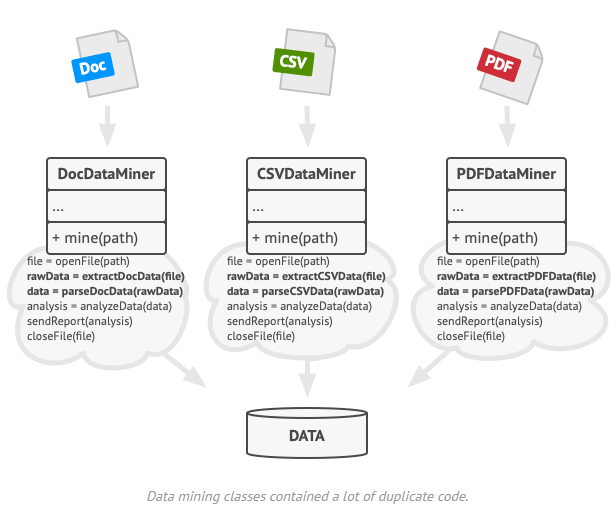 Doc
CSV
PDF
DocDataMiner
...
+ mine(path)
file = openFile(path)
rawData = extractDocData(file)
data = parseDocData(rawData)
analysis = analyzeData(data)
sendReport(analysis)
closeFile(file)
CSVDataMiner
...
+ mine(path)
file = openFile(path)
rawData = extractCSVData(file)
data = parseCSVData(rawData)
analysis = analyzeData(data)
sendReport(analysis)
closeFile(file)
PDFDataMiner
...
+ mine(path)
file = openFile(path)
rawData = extractPDFData(file)
data = parsePDFData(rawData)
analysis = analyzeData(data)
sendReport(analysis)
closeFile(file)
DATA
Data mining classes contained a lot of duplicate code.